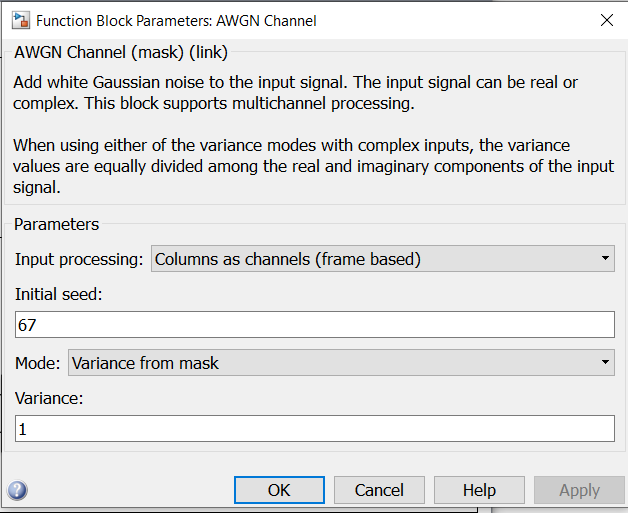 Function Block Parameters: AWGN Channel
AWGN Channel (mask) (link)
Add white Gaussian noise to the input signal. The input signal can be real or
complex. This block supports multichannel processing.
When using either of the variance modes with complex inputs, the variance
values are equally divided among the real and imaginary components of the input
signal.
Parameters
Input processing: Columns as channels (frame based)
Initial seed:
67
Mode: Variance from mask
Variance:
1
? OK Cancel Help Apply